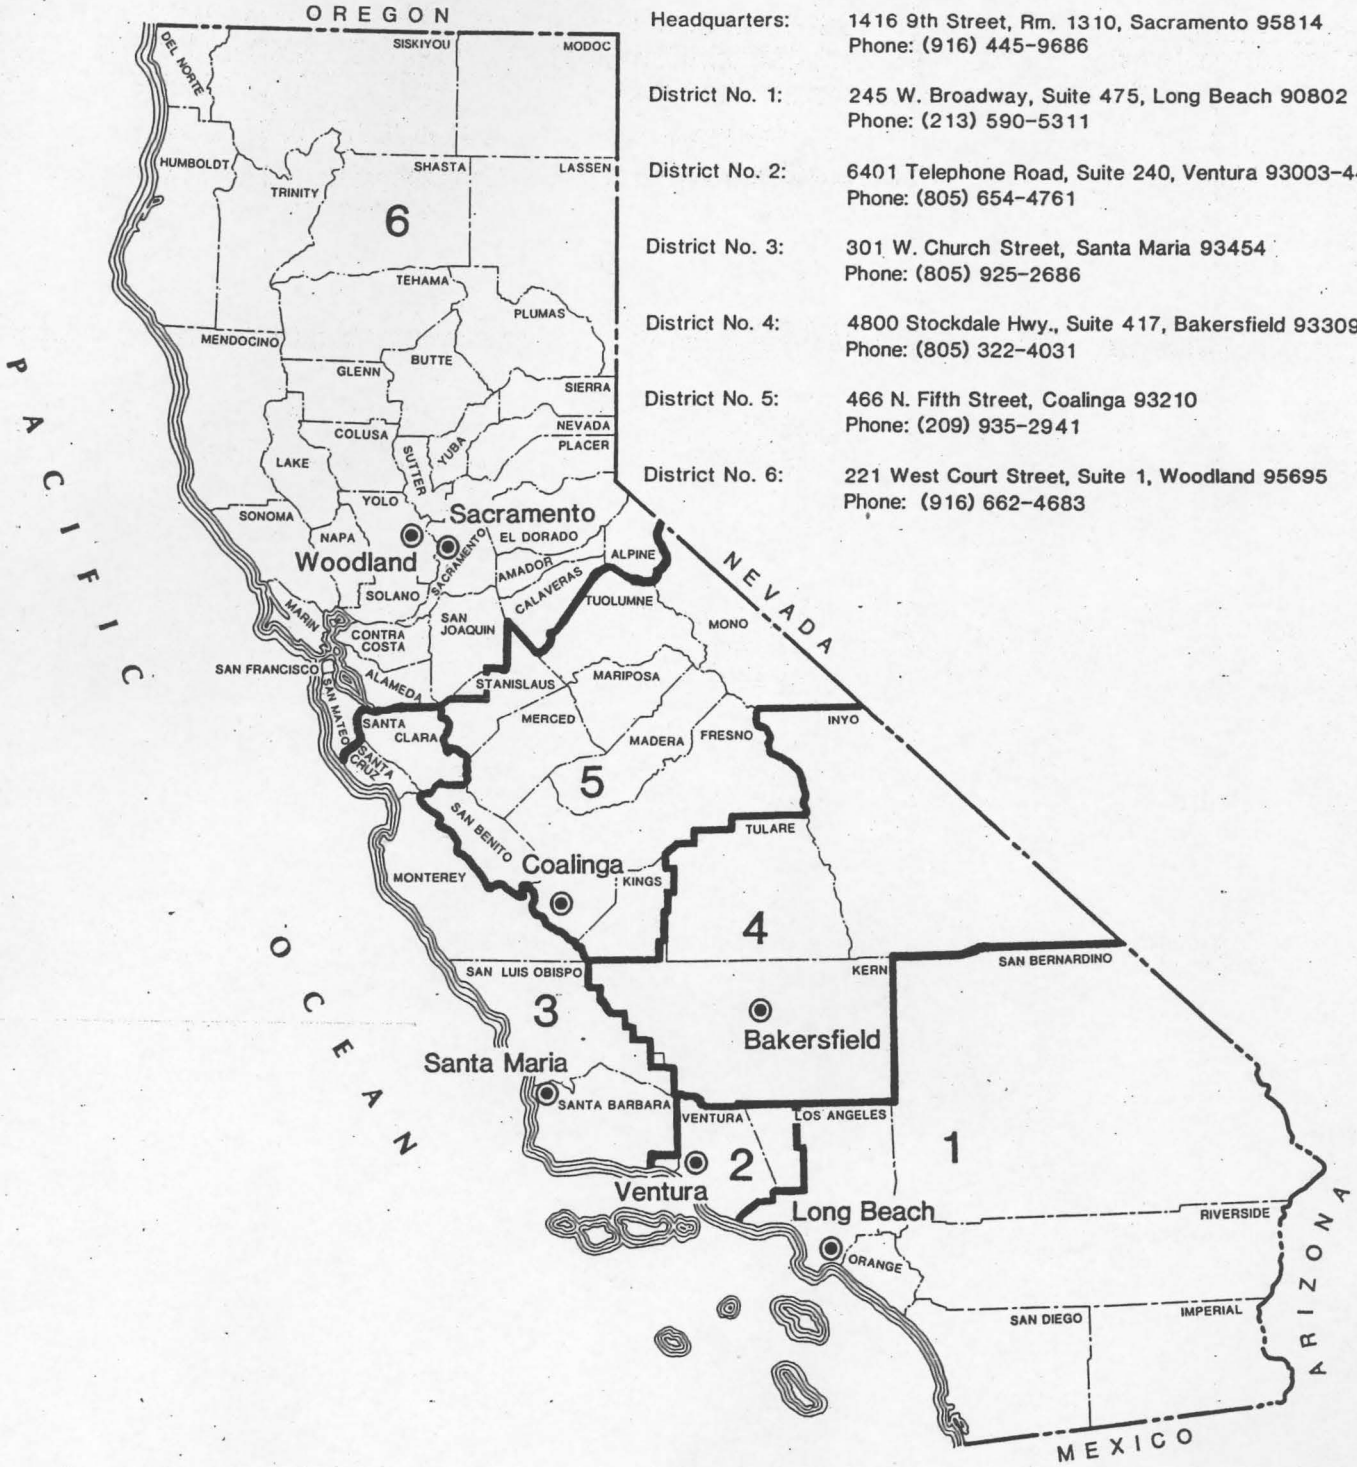 OREGON
Headquarters: 1416 9th Street, Rm. 1310, Sacramento 95814
Phone: (916) 445-9686
District No. 1: 245 W. Broadway, Suite 475, Long Beach 90802
Phone: (213) 590-5311
District No. 2: 6401 Telephone Road, Suite 240, Ventura
Phone: (805) 654-4761
District No. 3: 301 W. Church Street, Santa Maria 93454
Phone: (805) 925-2686
District No. 4: 4800 Stockdale Hwy., Suite 417, Bakersfield 93309
Phone: (805) 322-4031
District No. 5: 466 N. Fifth Street, Coalinga 93210
Phone: (209) 935-2941
District No. 6: 221 West Court Street, Suite 1, Woodland 95695
Phone: (916) 662-4683
DEL NORTE
SISKIYOU
MODOC
HUMBOLDT
TRINITY
SHASTA
LASSEN
6
TEHAMA
PLUMAS
MENDOCINO
GLENN
BUTTE
SIERRA
COLUSA
NEVADA
PLACER
LAKE
SUTTER
YUBA
YOLO
SONOMA
NAPA
Sacramento
Woodland
SACRAMENTO
EL DORADO
ALPINE
AMADOR
CALAVERAS
SOLANO
TUOLUMNE
MARIN
CONTRA
COSTA
SAN
JOAQUIN
MONO
NEVADA
SAN FRANCISCO
ALAMEDA
STANISLAUS
MARIPOSA
SAN MATEO
SANTA
CLARA
MERCED
MADERA
FRESNO
INYO
SANTA
CRUZ
5
SAN BENITO
TULARE
Coalinga
MONTEREY
KINGS
4
SAN LUIS OBISPO
KERN
SAN BERNARDINO
3
Bakersfield
Santa Maria
SANTA BARBARA
VENTURA
LOS ANGELES
1
2
Ventura
Long Beach
RIVERSIDE
ORANGE
SAN DIEGO
IMPERIAL
ARIZONA
MEXICO
PACIFIC
OCEAN